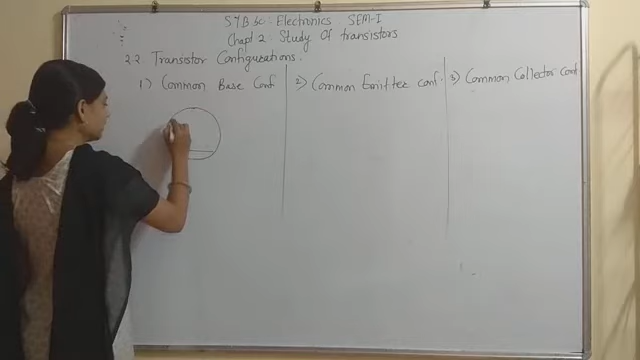 S.Y.B.Sc. Electronics SEM-I
Chapt 2: Study Of transistors
2.2 Transistor Configurations.
1) Common Base Conf
2) Common Emitter conf.
3) Common Collector Conf